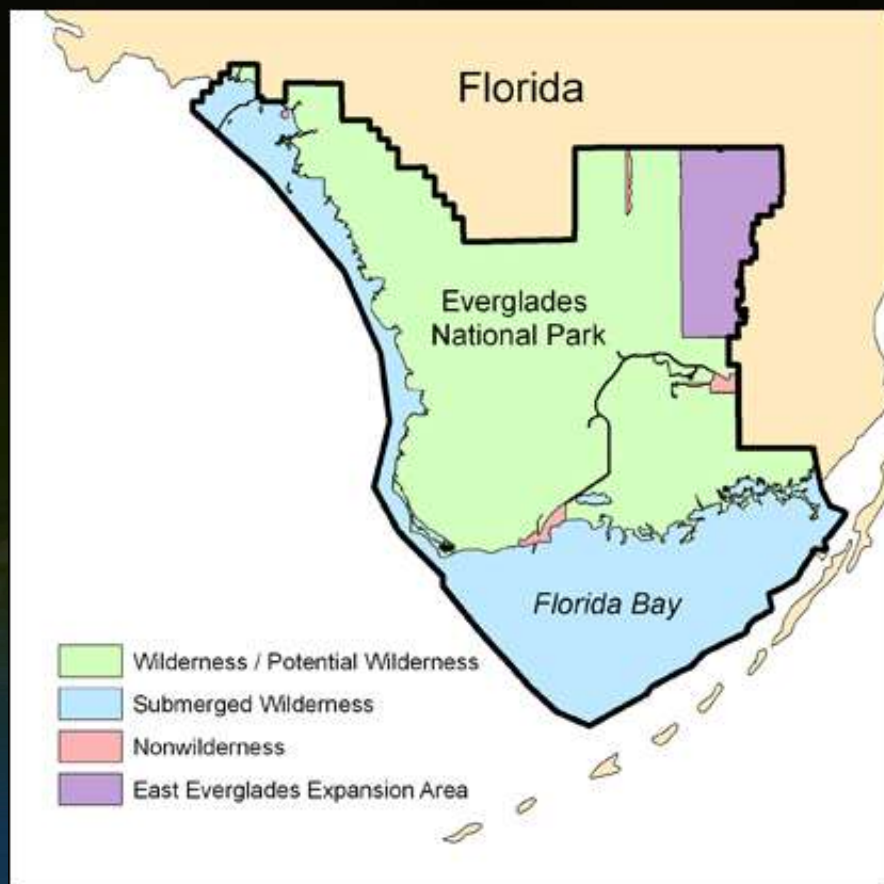 Florida
Everglades
National Park
Florida Bay
Wilderness / Potential Wilderness
Submerged Wilderness
Nonwilderness
East Everglades Expansion Area